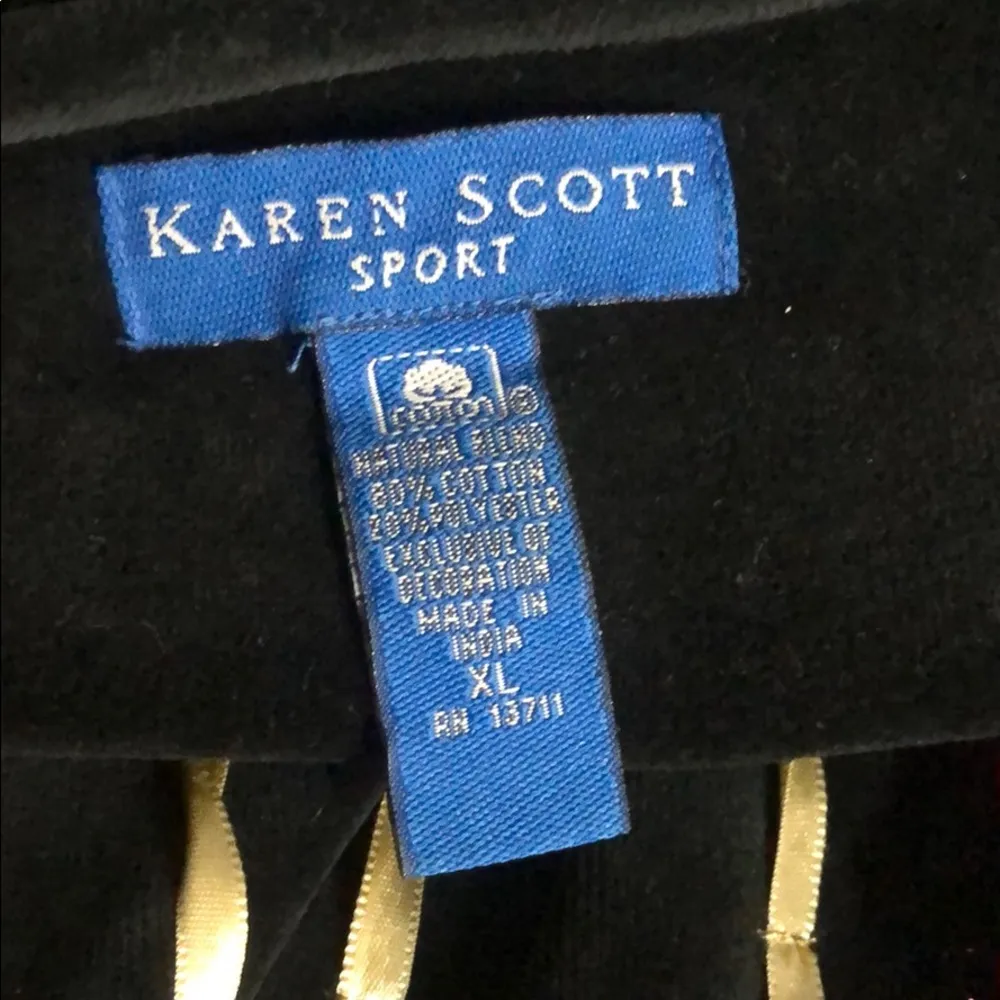 KAREN SCOTT
SPORT
COTTON ®
NATURAL BLEND
80% COTTON
20% POLYESTER
EXCLUSIVE OF
DECORATION
MADE IN
INDIA
XL
RN 13711